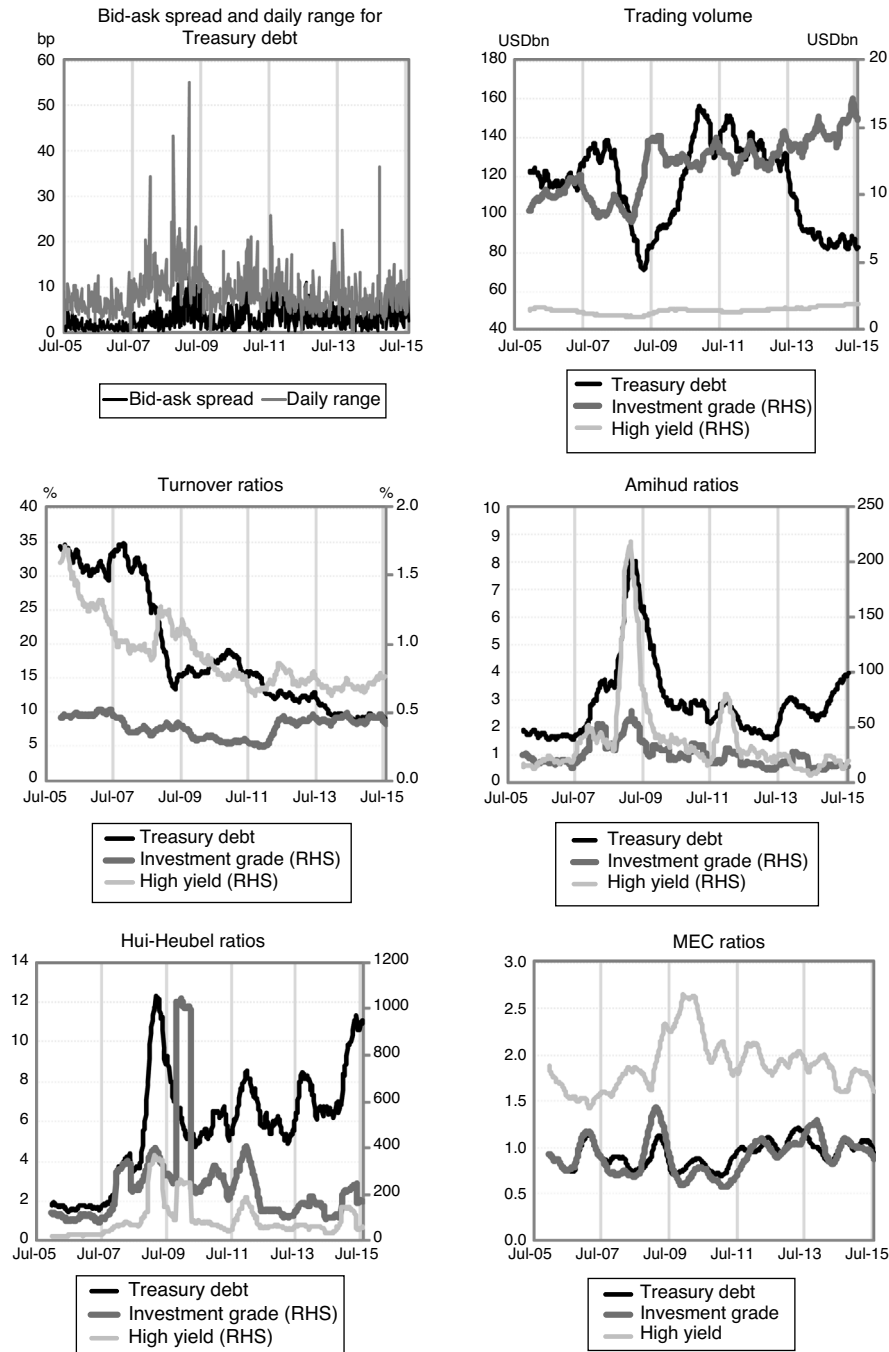 Bid-ask spread and daily range for
Treasury debt
bp
60
50
40
30
20
10
0
Jul-05 Jul-07 Jul-09 Jul-11 Jul-13 Jul-15
Bid-ask spread Daily range
Trading volume
USDbn USDbn
180
160
140
120
100
80
60
40
20
15
10
5
0
Jul-05 Jul-07 Jul-09 Jul-11 Jul-13 Jul-15
Treasury debt
Investment grade (RHS)
High yield (RHS)
Turnover ratios
% %
40
35
30
25
20
15
10
5
0
2.0
1.5
1.0
0.5
0.0
Jul-05 Jul-07 Jul-09 Jul-11 Jul-13 Jul-15
Treasury debt
Investment grade (RHS)
High yield (RHS)
Amihud ratios
10
9
8
7
6
5
4
3
2
1
0
250
200
150
100
50
0
Jul-05 Jul-07 Jul-09 Jul-11 Jul-13 Jul-15
Treasury debt
Investment grade (RHS)
High yield (RHS)
Hui-Heubel ratios
14
12
10
8
6
4
2
0
1200
1000
800
600
400
200
0
Jul-05 Jul-07 Jul-09 Jul-11 Jul-13 Jul-15
Treasury debt
Investment grade (RHS)
High yield (RHS)
MEC ratios
3.0
2.5
2.0
1.5
1.0
0.5
0.0
Jul-05 Jul-07 Jul-09 Jul-11 Jul-13 Jul-15
Treasury debt
Invesment grade
High yield